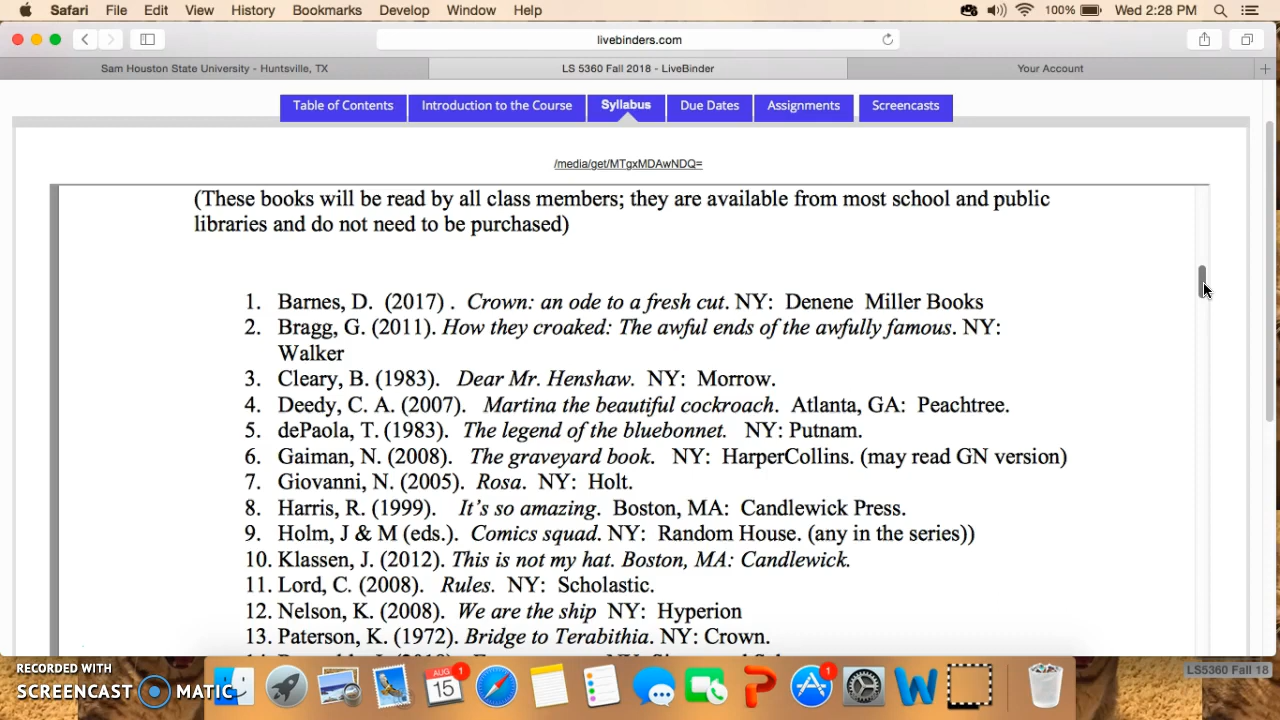 Safari File Edit View History Bookmarks Develop Window Help 100% Wed 2:28 PM
livebinders.com
Sam Houston State University - Huntsville, TX LS 5360 Fall 2018 - LiveBinder Your Account
Table of Contents Introduction to the Course Syllabus Due Dates Assignments Screencasts
/media/get/MTgxMDAwNDQ=
(These books will be read by all class members; they are available from most school and public
libraries and do not need to be purchased)
1. Barnes, D. (2017) . Crown: an ode to a fresh cut. NY: Denene Miller Books
2. Bragg, G. (2011). How they croaked: The awful ends of the awfully famous. NY:
Walker
3. Cleary, B. (1983). Dear Mr. Henshaw. NY: Morrow.
4. Deedy, C. A. (2007). Martina the beautiful cockroach. Atlanta, GA: Peachtree.
5. dePaola, T. (1983). The legend of the bluebonnet. NY: Putnam.
6. Gaiman, N. (2008). The graveyard book. NY: HarperCollins. (may read GN version)
7. Giovanni, N. (2005). Rosa. NY: Holt.
8. Harris, R. (1999). It's so amazing. Boston, MA: Candlewick Press.
9. Holm, J & M (eds.). Comics squad. NY: Random House. (any in the series))
10. Klassen, J. (2012). This is not my hat. Boston, MA: Candlewick.
11. Lord, C. (2008). Rules. NY: Scholastic.
12. Nelson, K. (2008). We are the ship NY: Hyperion
13. Paterson, K. (1972). Bridge to Terabithia. NY: Crown.
LS5360 Fall 18
RECORDED WITH
SCREENCAST MATIC
AUG
15
1
1